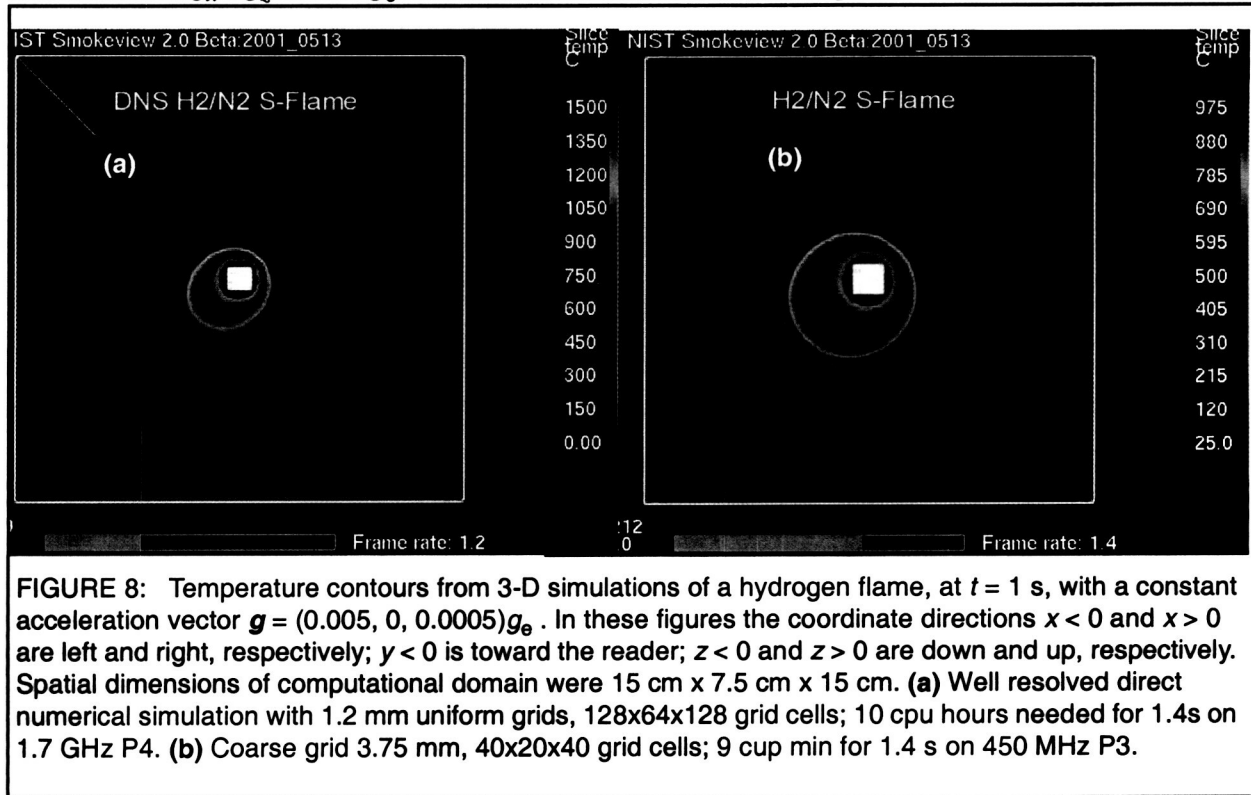 IST Smokeview 2.0 Beta:2001_0513
Slice
temp
C
DNS H2/N2 S-Flame
(a)
1500
1350
1200
1050
900
750
600
450
300
150
0.00
Frame rate: 1.2
NIST Smokeview 2.0 Beta:2001_0513
Slice
temp
C
H2/N2 S-Flame
(b)
975
880
785
690
595
500
405
310
215
120
25.0
:12
0
Frame rate: 1.4
FIGURE 8: Temperature contours from 3-D simulations of a hydrogen flame, at t = 1 s, with a constant
acceleration vector g = (0.005, 0, 0.0005)gₑ . In these figures the coordinate directions x < 0 and x > 0
are left and right, respectively; y < 0 is toward the reader; z < 0 and z > 0 are down and up, respectively.
Spatial dimensions of computational domain were 15 cm x 7.5 cm x 15 cm. (a) Well resolved direct
numerical simulation with 1.2 mm uniform grids, 128x64x128 grid cells; 10 cpu hours needed for 1.4s on
1.7 GHz P4. (b) Coarse grid 3.75 mm, 40x20x40 grid cells; 9 cup min for 1.4 s on 450 MHz P3.